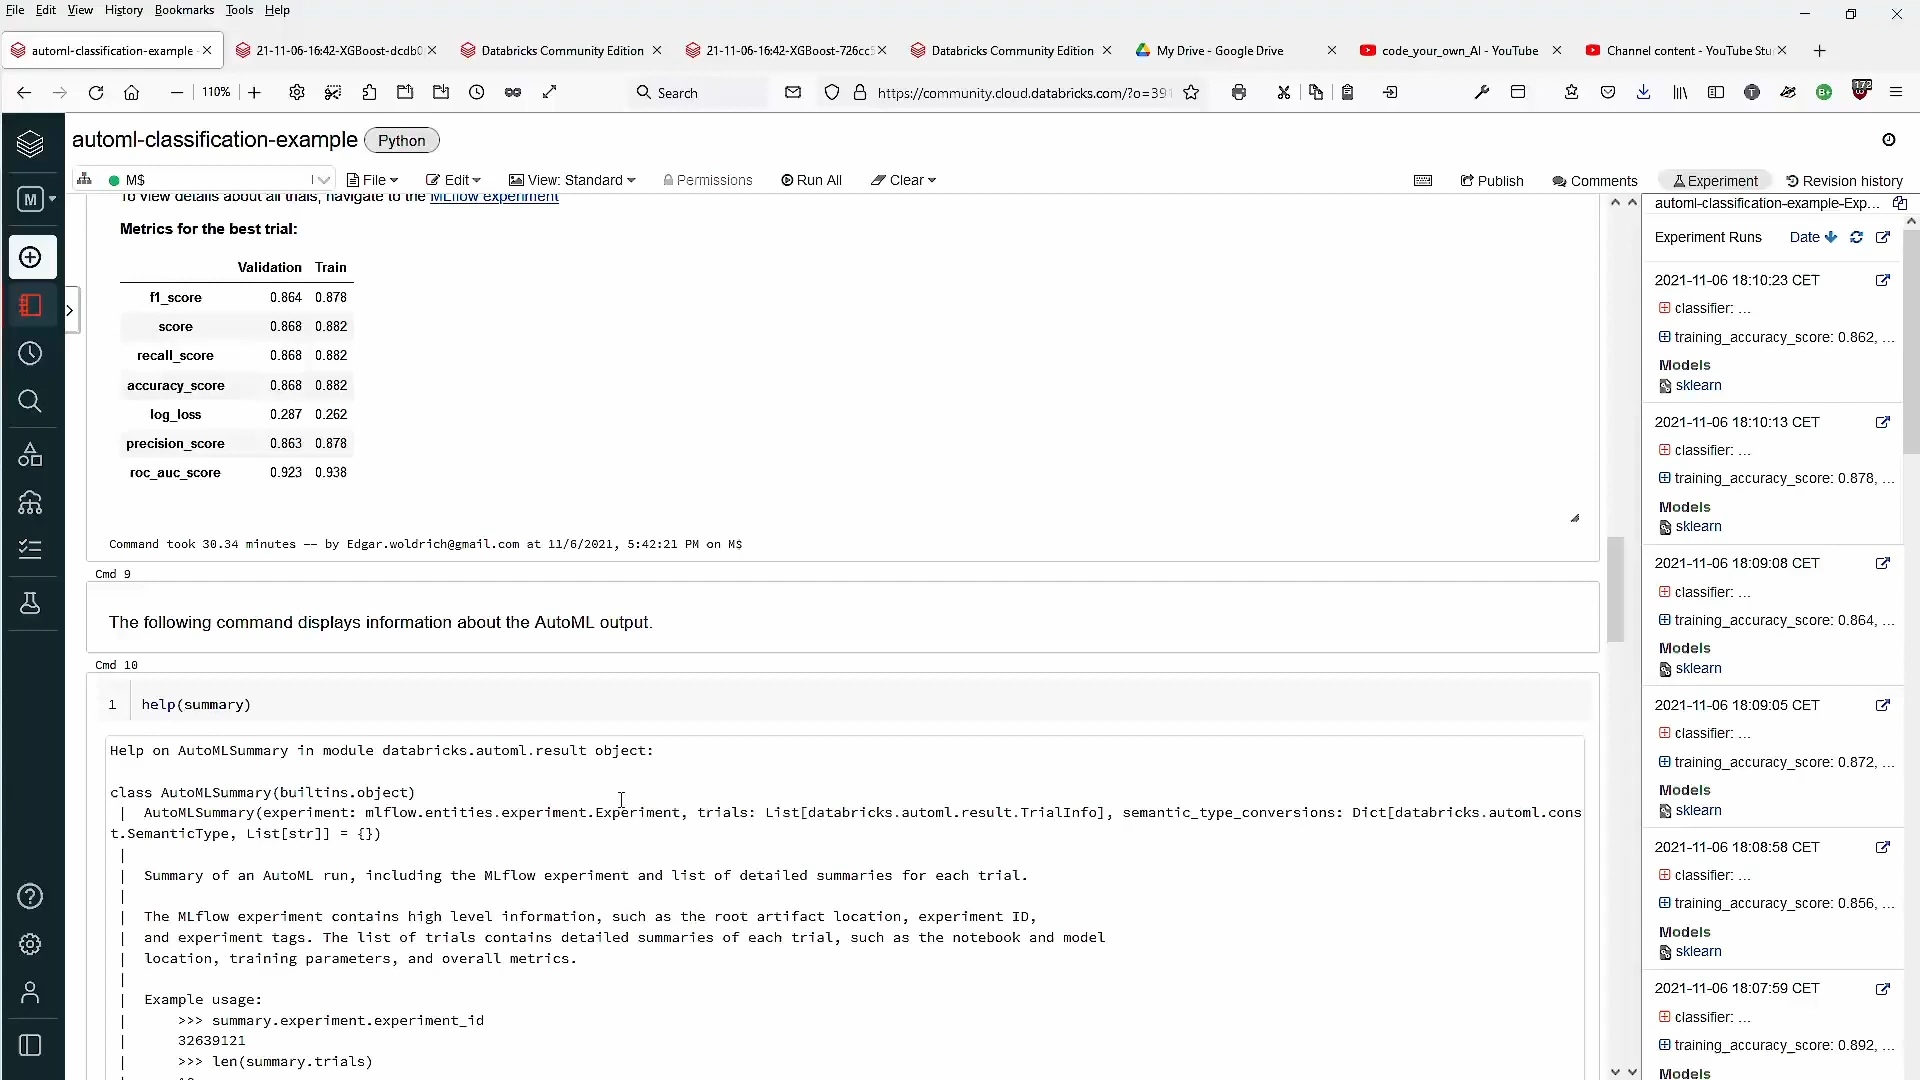 File Edit View History Bookmarks Tools Help
automl-classification-example
21-11-06-16:42-XGBoost-dcdb0
Databricks Community Edition
21-11-06-16:42-XGBoost-726cc5
Databricks Community Edition
My Drive - Google Drive
code_your_own_AI - YouTube
Channel content - YouTube Stu
110%
Search
https://community.cloud.databricks.com/?o=391
172
automl-classification-example Python
M$
File
Edit
View: Standard
Permissions
Run All
Clear
Publish
Comments
Experiment
Revision history
To view details about all trials, navigate to the MLflow experiment
Metrics for the best trial:
Validation Train
f1_score 0.864 0.878
score 0.868 0.882
recall_score 0.868 0.882
accuracy_score 0.868 0.882
log_loss 0.287 0.262
precision_score 0.863 0.878
roc_auc_score 0.923 0.938
Command took 30.34 minutes -- by Edgar.woldrich@gmail.com at 11/6/2021, 5:42:21 PM on M$
Cmd 9
The following command displays information about the AutoML output.
Cmd 10
1 help(summary)
Help on AutoMLSummary in module databricks.automl.result object:
class AutoMLSummary(builtins.object)
| AutoMLSummary(experiment: mlflow.entities.experiment.Experiment, trials: List[databricks.automl.result.TrialInfo], semantic_type_conversions: Dict[databricks.automl.cons
t.SemanticType, List[str]] = {})
|
| Summary of an AutoML run, including the MLflow experiment and list of detailed summaries for each trial.
|
| The MLflow experiment contains high level information, such as the root artifact location, experiment ID,
| and experiment tags. The list of trials contains detailed summaries of each trial, such as the notebook and model
| location, training parameters, and overall metrics.
|
| Example usage:
| >>> summary.experiment.experiment_id
| 32639121
| >>> len(summary.trials)
automl-classification-example-Exp...
Experiment Runs Date
2021-11-06 18:10:23 CET
classifier: ...
training_accuracy_score: 0.862, ...
Models
sklearn
2021-11-06 18:10:13 CET
classifier: ...
training_accuracy_score: 0.878, ...
Models
sklearn
2021-11-06 18:09:08 CET
classifier: ...
training_accuracy_score: 0.864, ...
Models
sklearn
2021-11-06 18:09:05 CET
classifier: ...
training_accuracy_score: 0.872, ...
Models
sklearn
2021-11-06 18:08:58 CET
classifier: ...
training_accuracy_score: 0.856, ...
Models
sklearn
2021-11-06 18:07:59 CET
classifier: ...
training_accuracy_score: 0.892, ...
Models